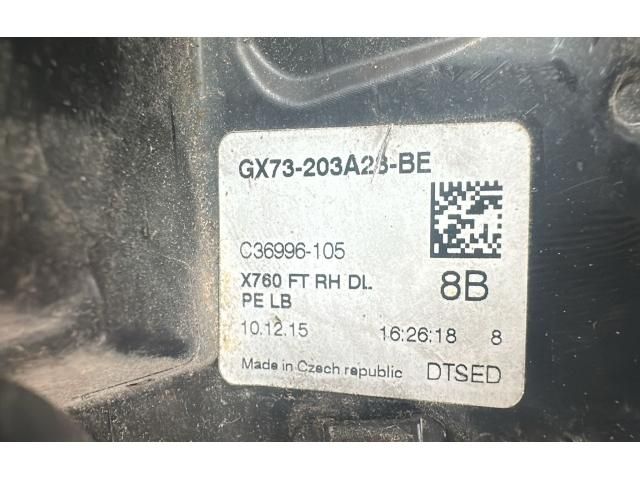 GX73-203A28-BE
C36996-105
X760 FT RH DL
PE LB
8B
10.12.15 16:26:18 8
Made in Czech republic DTSED